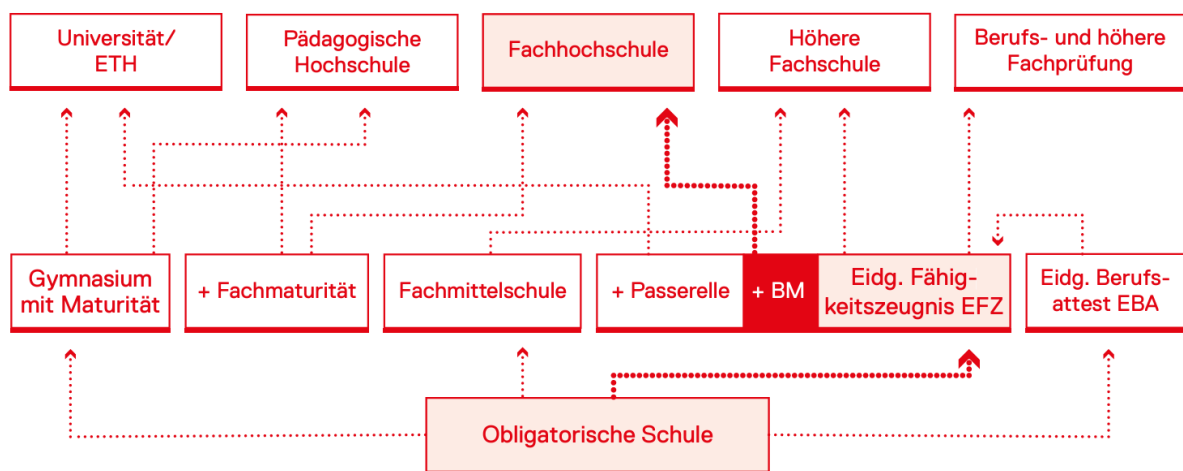 Universität/
ETH
Pädagogische
Hochschule
Fachhochschule
Höhere
Fachschule
Berufs- und höhere
Fachprüfung
Gymnasium
mit Maturität
+ Fachmaturität
Fachmittelschule
+ Passerelle
+ BM
Eidg. Fähig-
keitszeugnis EFZ
Eidg. Berufs-
attest EBA
Obligatorische Schule